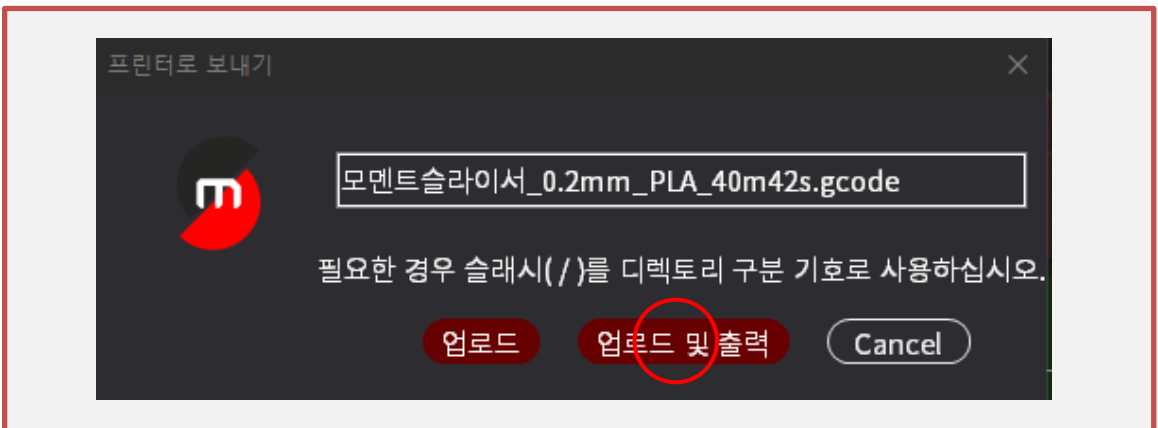 프린터로 보내기
m
모멘트슬라이서_0.2mm_PLA_40m42s.gcode
필요한 경우 슬래시( / )를 디렉토리 구분 기호로 사용하십시오.
업로드 업로드 및 출력 Cancel